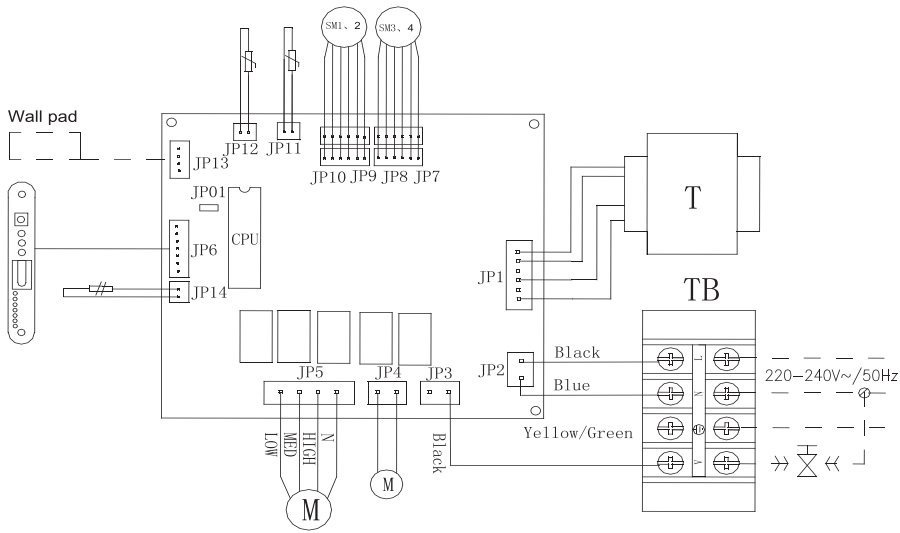 SM1、2
SM3、4
Wall pad
JP12
JP11
JP13
JP10
JP9
JP8
JP7
JP01
CPU
JP6
JP1
T
JP14
TB
JP5
JP4
JP3
JP2
Black
Blue
L
N
220-240V~/50Hz
Yellow/Green
V
LOW
MED
HIGH
N
Black
M
M